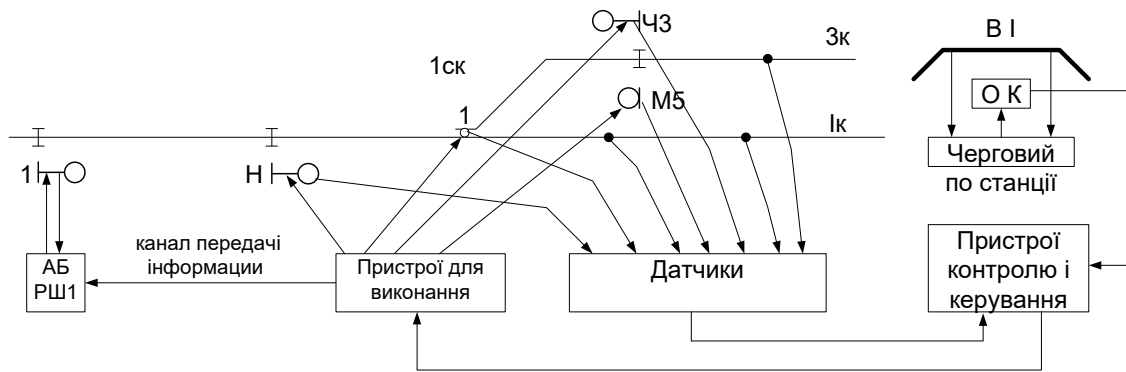 Ч3
3к
В І
1ск
О К
М5
1
Ік
Черговий
по станції
1
Н
канал передачі
інформации
АБ
РШ1
Пристрої для
виконання
Датчики
Пристрої
контролю і
керування